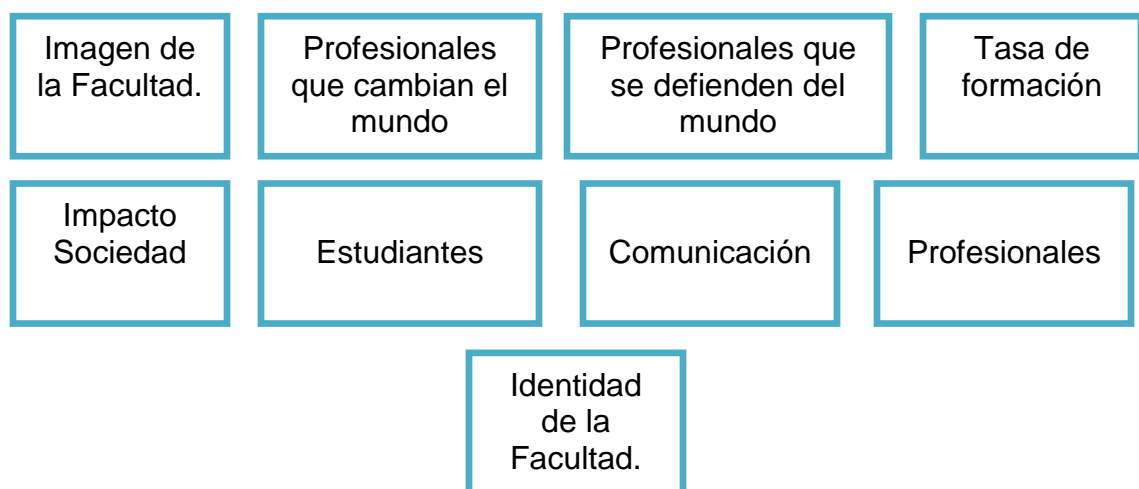 Imagen de
la Facultad.
Profesionales
que cambian el
mundo
Profesionales que
se defienden del
mundo
Tasa de
formación
Impacto
Sociedad
Estudiantes
Comunicación
Profesionales
Identidad
de la
Facultad.